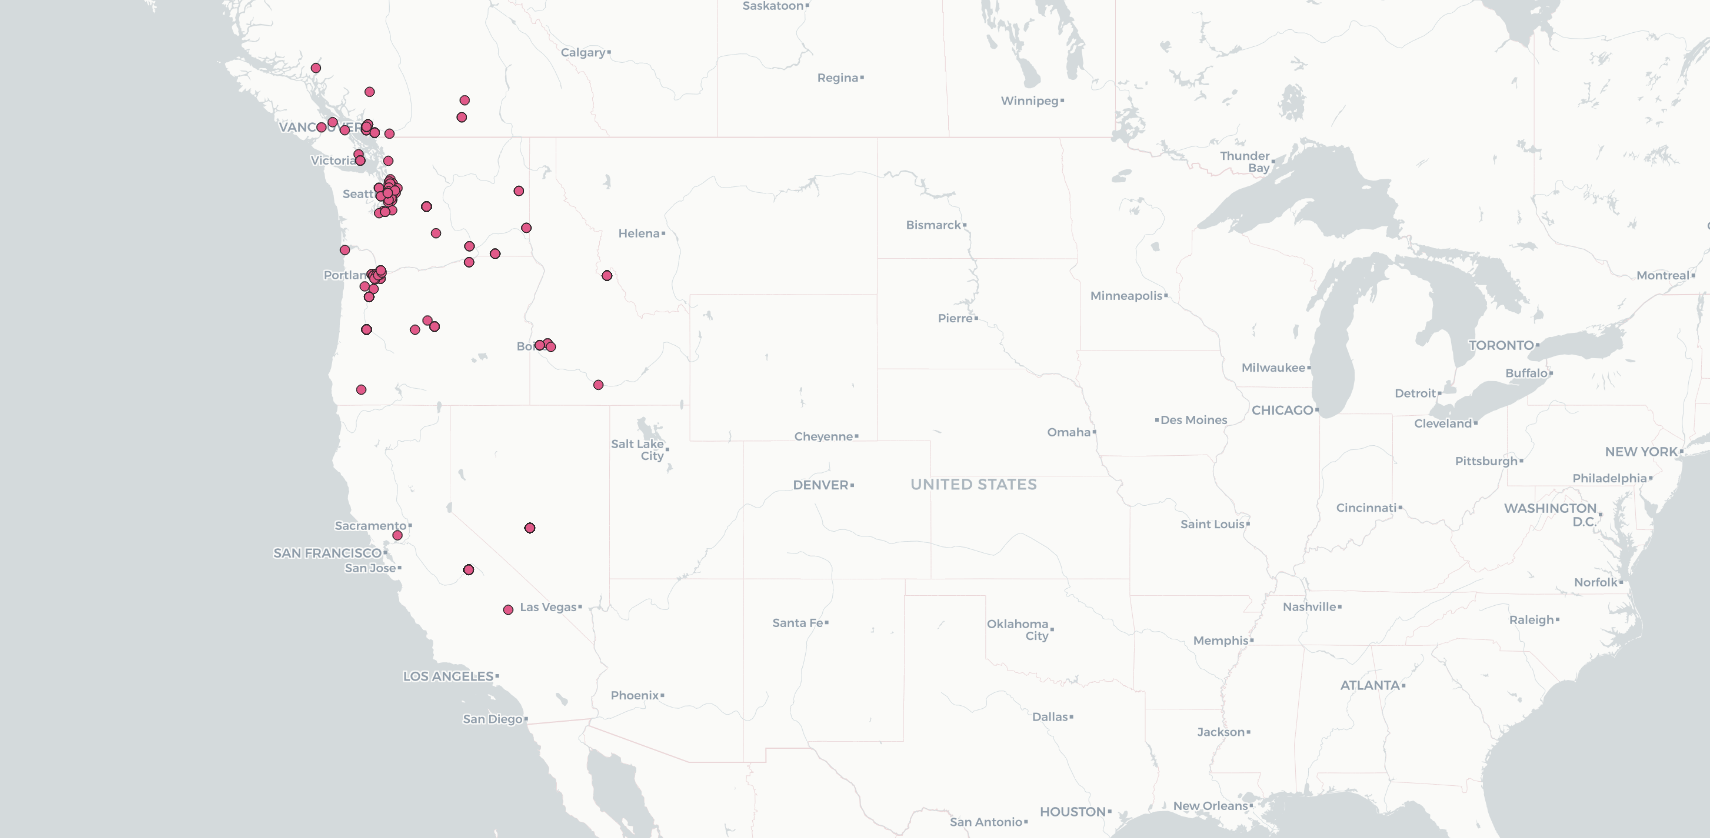 Saskatoon
Calgary
Regina
Winnipeg
VANCOUVER
Victoria
Thunder
Bay
Seatt
Bismarck
Helena
Portlan
Montreal
Minneapolis
Pierre
TORONTO
Boi
Milwaukee
Buffalo
Detroit
CHICAGO
Des Moines
Cleveland
Omaha
Cheyenne
Salt Lake
City
NEW YORK
Pittsburgh
Philadelphia
DENVER
UNITED STATES
Cincinnati
WASHINGTON
D.C.
Sacramento
Saint Louis
SAN FRANCISCO
San Jose
Norfolk
Las Vegas
Nashville
Santa Fe
Raleigh
Oklahoma
City
Memphis
LOS ANGELES
ATLANTA
Phoenix
San Diego
Dallas
Jackson
New Orleans
HOUSTON
San Antonio